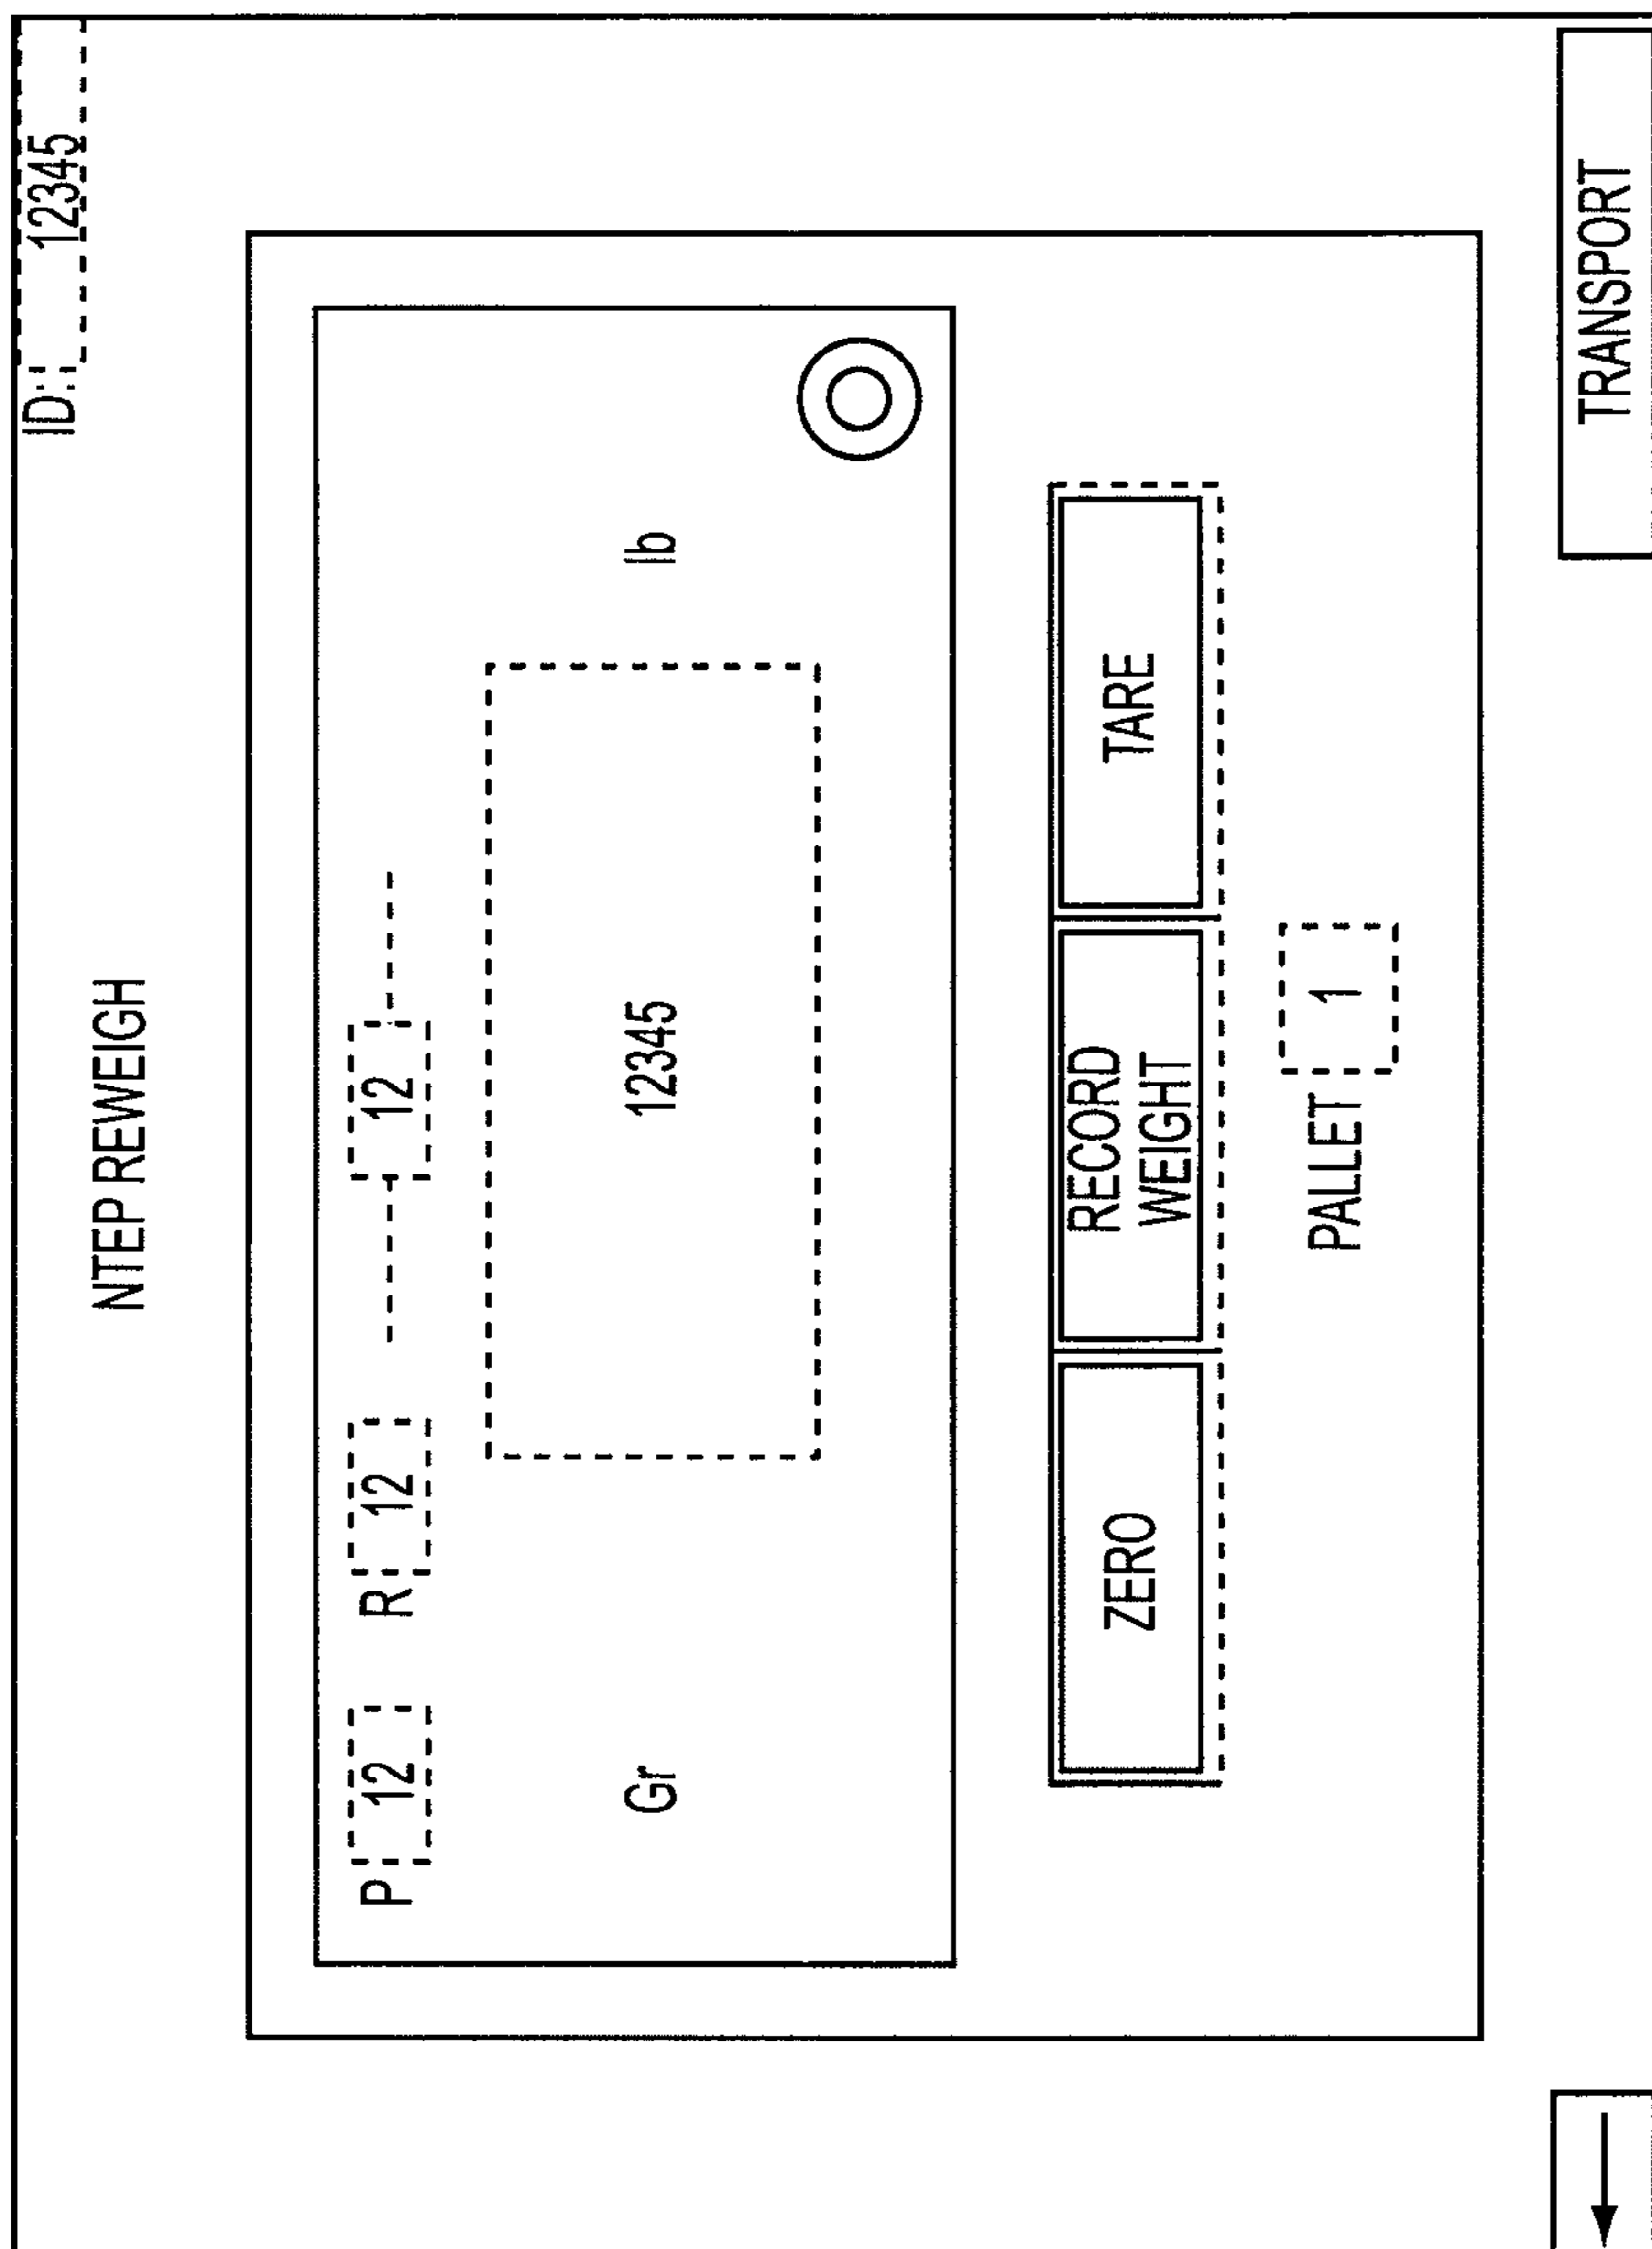 ID: 12345
NTEP REWEIGH
P 12 R 12 12
Gr 12345 lb
ZERO RECORD WEIGHT TARE
PALLET 1
TRANSPORT